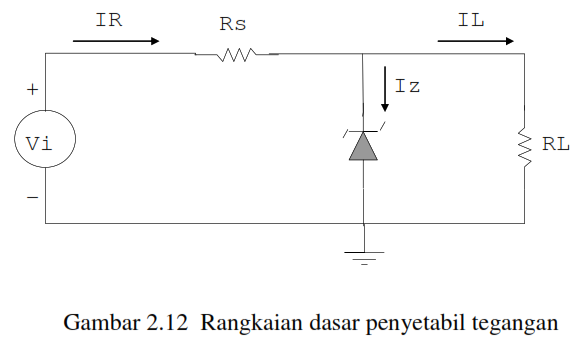 IR
Rs
IL
+
Iz
Vi
RL
−
Gambar 2.12 Rangkaian dasar penyetabil tegangan